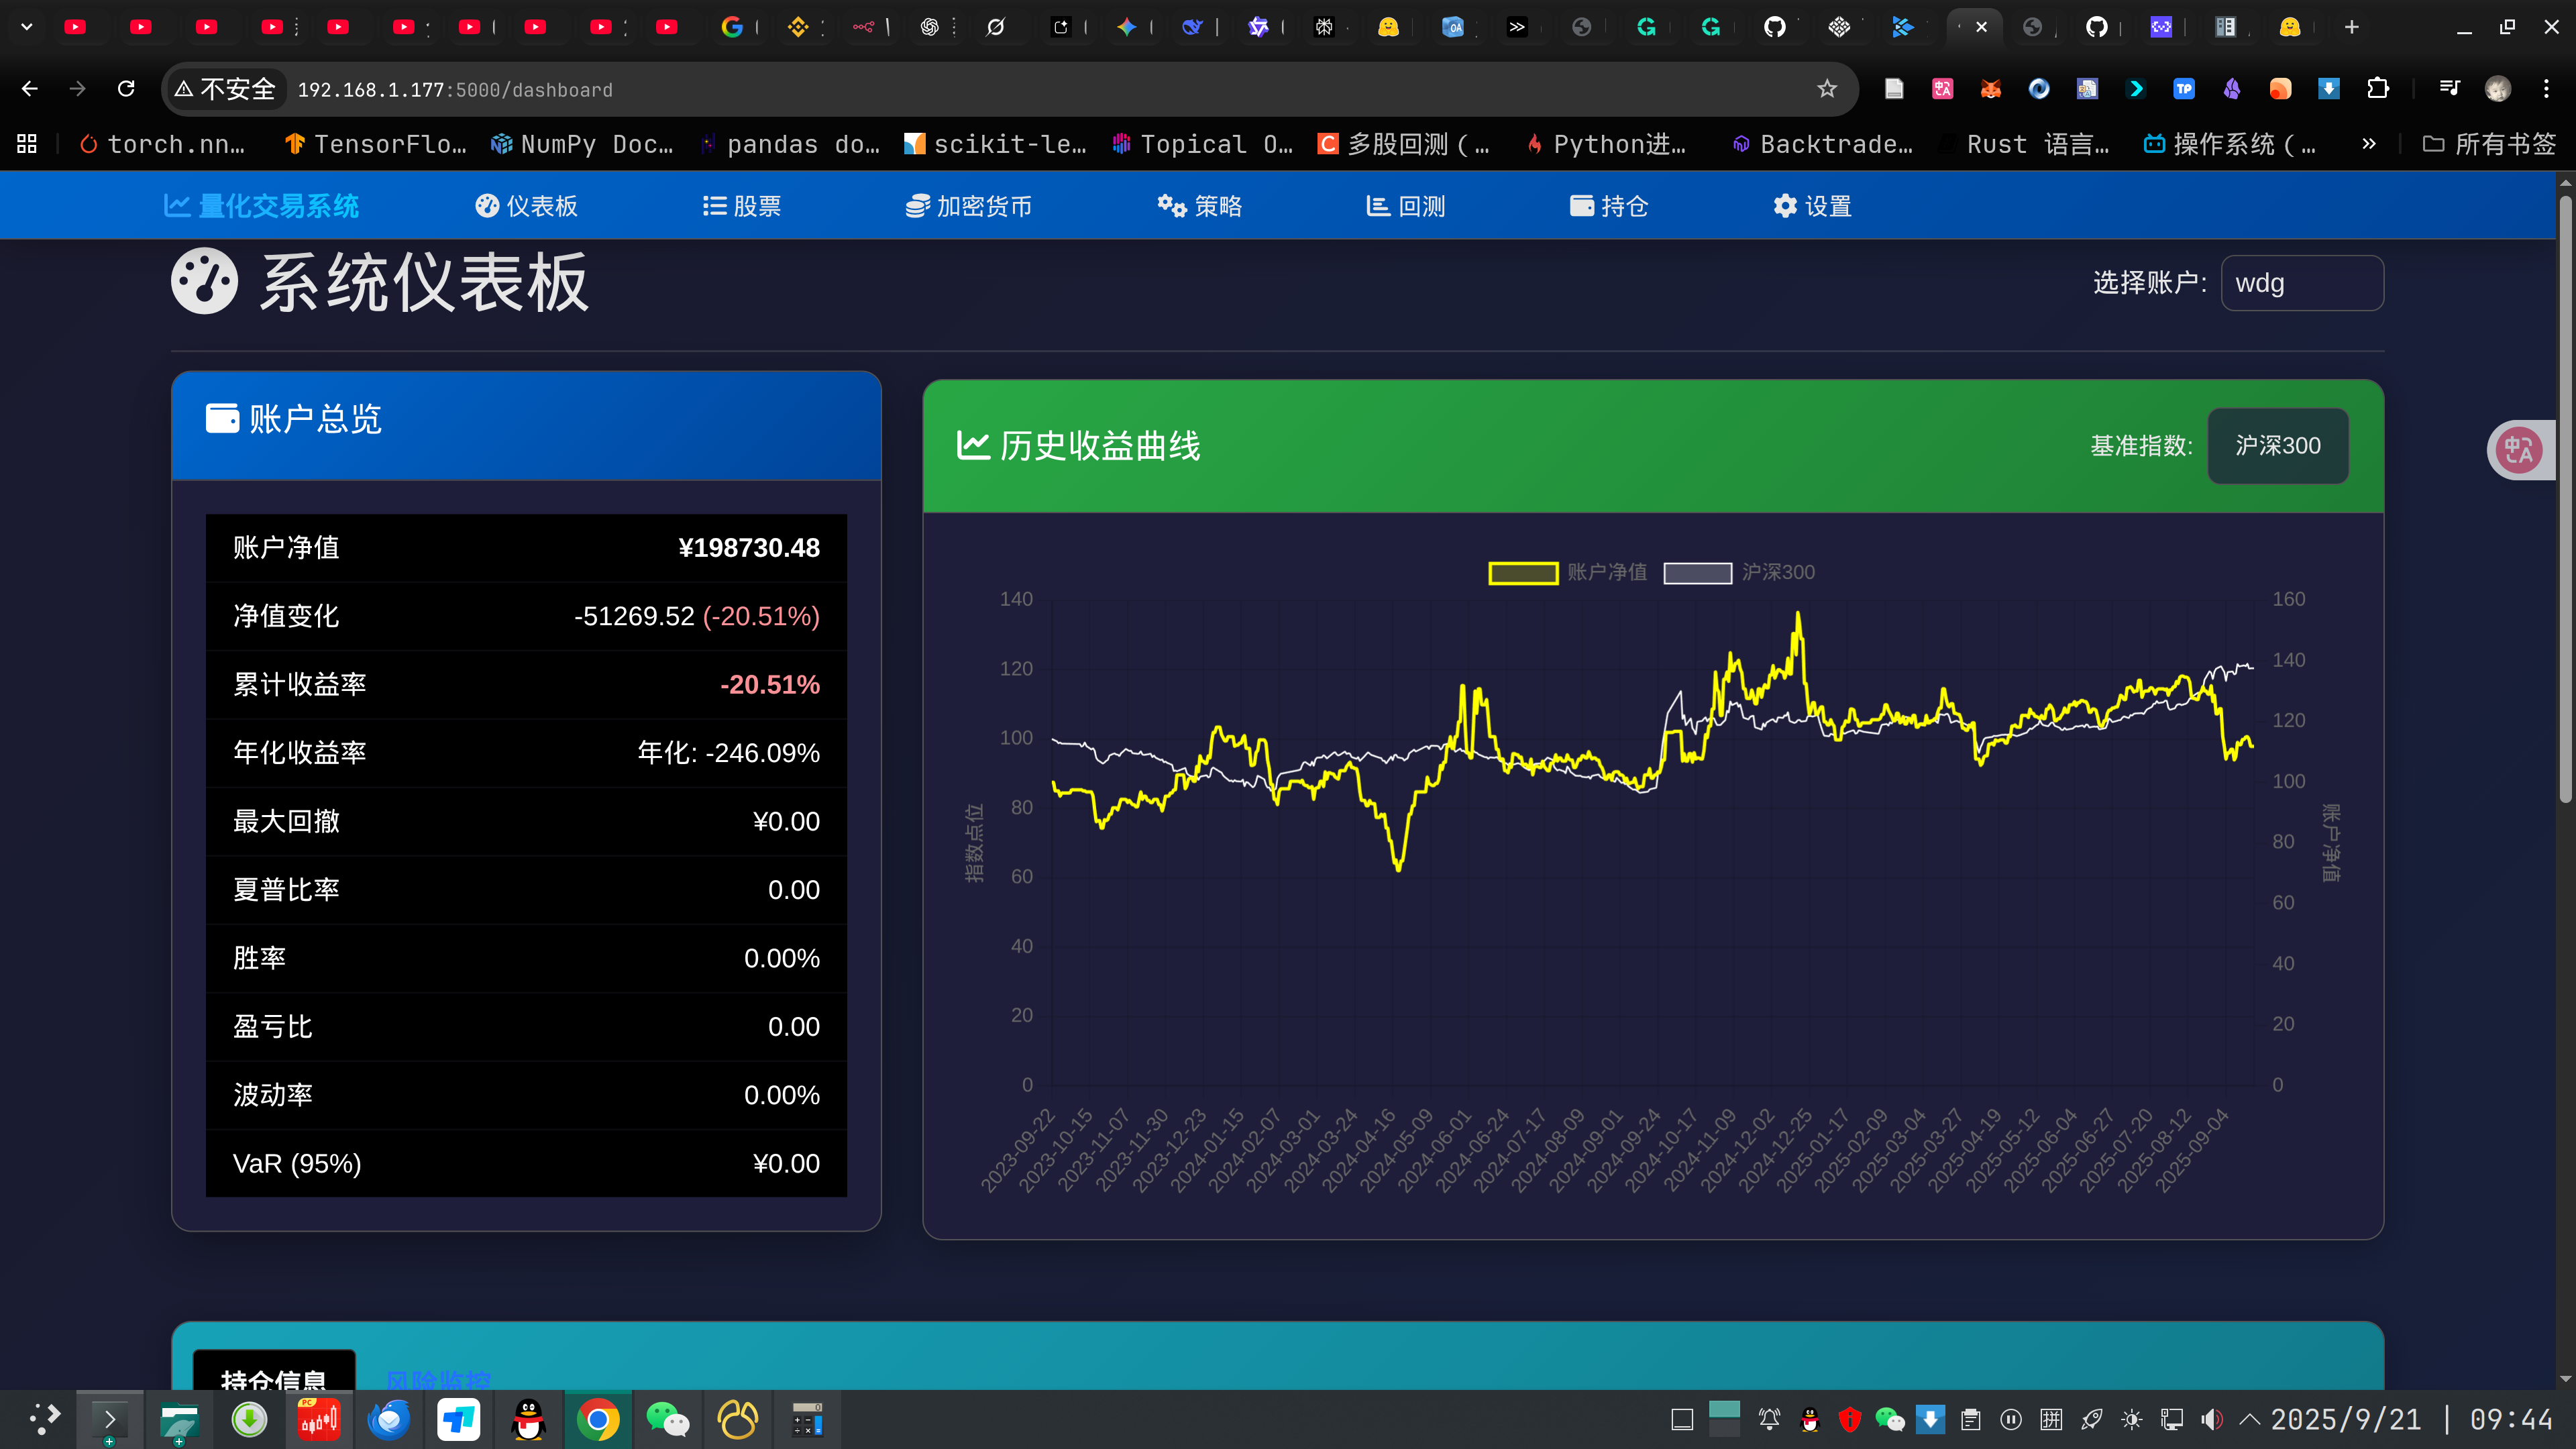 不安全 192.168.1.177:5000/dashboard
torch.nn… TensorFlo… NumPy Doc… pandas do… scikit-le… Topical O… 多股回测(… Python进… Backtrade… Rust 语言… 操作系统(… » 所有书签
量化交易系统 仪表板 股票 加密货币 策略 回测 持仓 设置
系统仪表板
选择账户: wdg
账户总览
账户净值 ¥198730.48
净值变化 -51269.52 (-20.51%)
累计收益率 -20.51%
年化收益率 年化: -246.09%
最大回撤 ¥0.00
夏普比率 0.00
胜率 0.00%
盈亏比 0.00
波动率 0.00%
VaR (95%) ¥0.00
历史收益曲线
基准指数: 沪深300
账户净值 沪深300
140 160
120 140
100 120
80 100
60 80
40 60
20 40
0 20
0
指数点位
账户净值
2023-09-22 2023-10-15 2023-11-07 2023-11-30 2023-12-23 2024-01-15 2024-02-07 2024-03-01 2024-03-24 2024-04-16 2024-05-09 2024-06-01 2024-06-24 2024-07-17 2024-08-09 2024-09-01 2024-09-24 2024-10-17 2024-11-09 2024-12-02 2024-12-25 2025-01-17 2025-02-09 2025-03-04 2025-03-27 2025-04-19 2025-05-12 2025-06-04 2025-06-27 2025-07-20 2025-08-12 2025-09-04
持仓信息 风险监控
2025/9/21 | 09:44